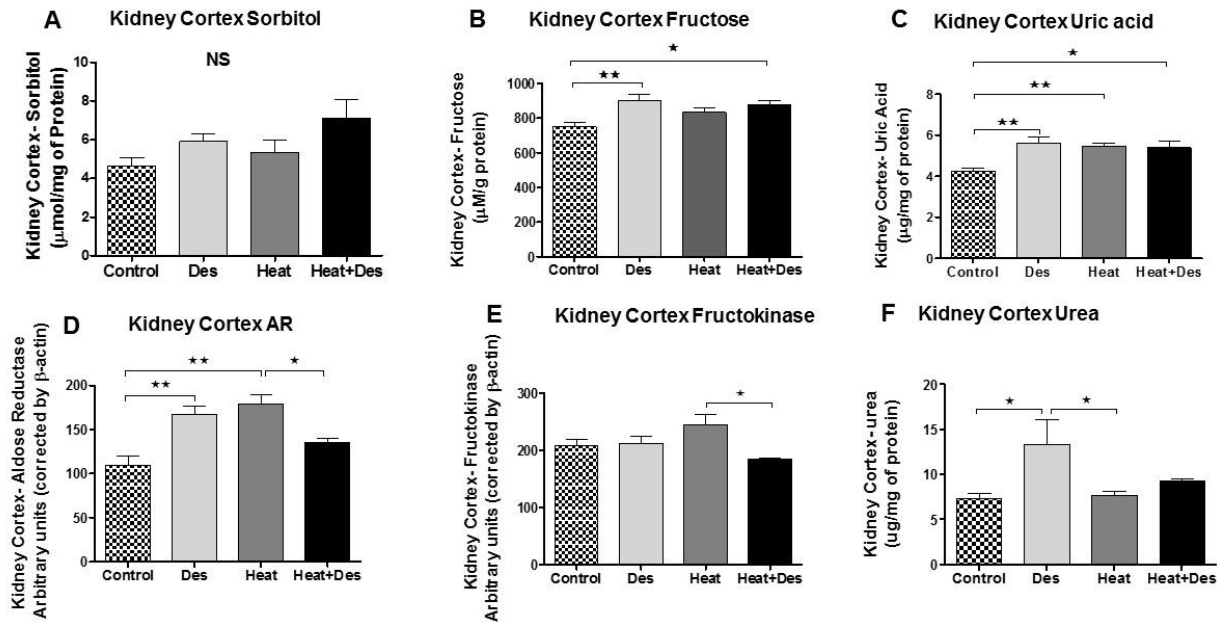 A
Kidney Cortex Sorbitol
NS
Kidney Cortex- Sorbitol
(μmol/mg of Protein)
8
6
4
2
0
Control Des Heat Heat+Des
B Kidney Cortex Fructose
★
★★
Kidney Cortex- Fructose
(μM/g protein)
1000
800
600
400
200
0
Control Des Heat Heat+Des
C Kidney Cortex Uric acid
★
★★
★★
Kidney Cortex- Uric Acid
(μg/mg of protein)
8
6
4
2
0
Control Des Heat Heat+Des
D Kidney Cortex AR
★★ ★
★★
Kidney Cortex- Aldose Reductase
Arbitrary units (corrected by β-actin)
200
150
100
50
0
Control Des Heat Heat+Des
E Kidney Cortex Fructokinase
★
Kidney Cortex- Fructokinase
Arbitrary units (corrected by β-actin)
300
200
100
0
Control Des Heat Heat+Des
F Kidney Cortex Urea
★ ★
Kidney Cortex-urea
(ug/mg of protein)
20
15
10
5
0
Control Des Heat Heat+Des